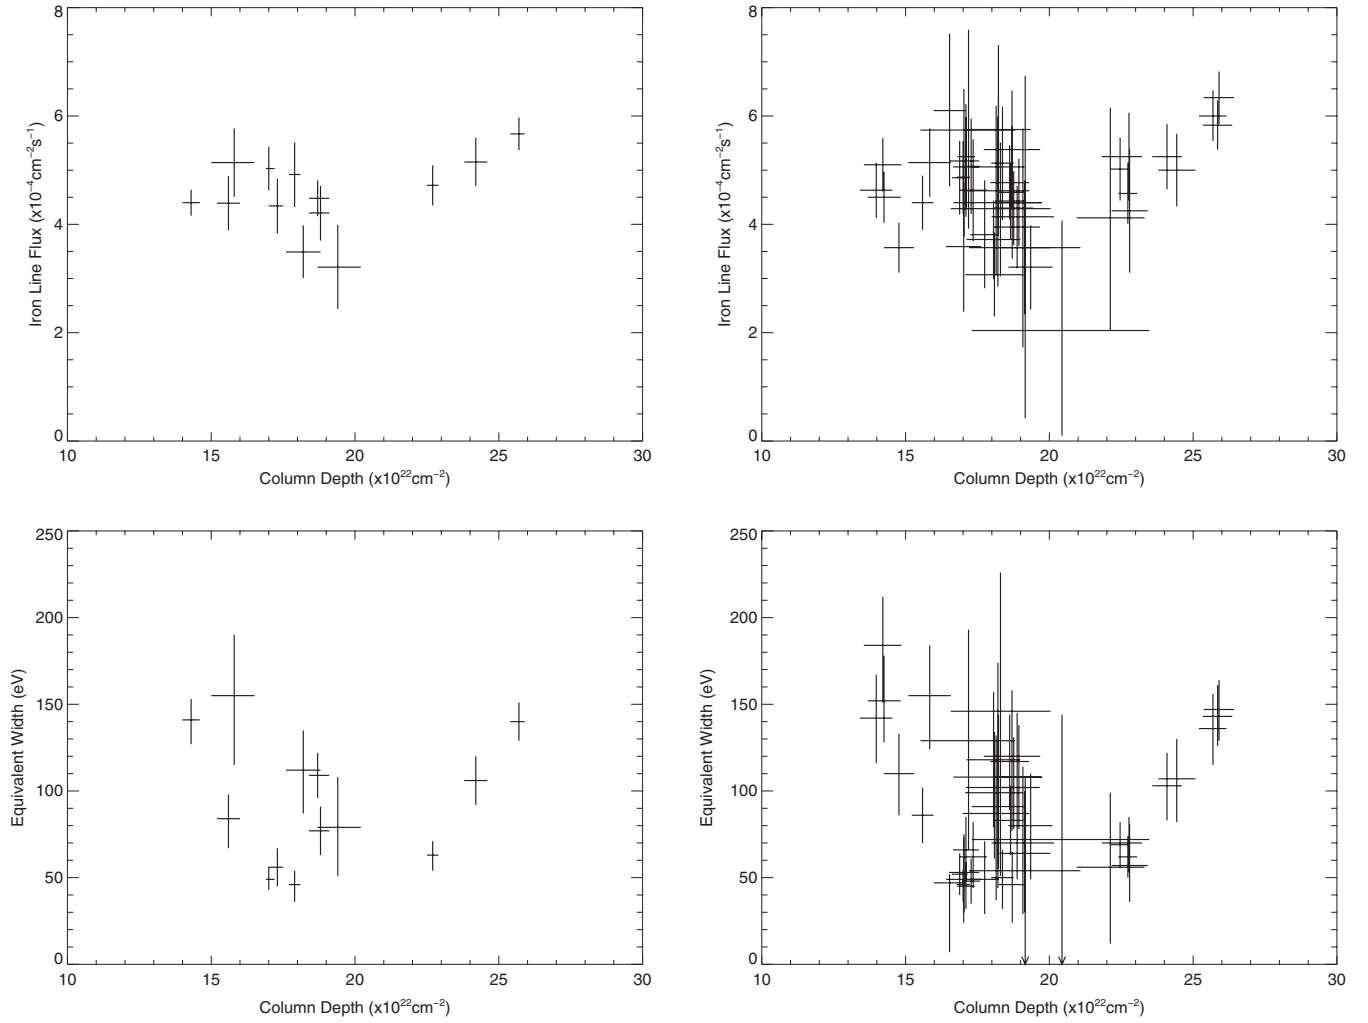 8
6
4
2
0
Iron Line Flux (x10⁻⁴cm⁻²s⁻¹)
10 15 20 25 30
Column Depth (x10²²cm⁻²)
8
6
4
2
0
Iron Line Flux (x10⁻⁴cm⁻²s⁻¹)
10 15 20 25 30
Column Depth (x10²²cm⁻²)
250
200
150
100
50
0
Equivalent Width (eV)
10 15 20 25 30
Column Depth (x10²²cm⁻²)
250
200
150
100
50
0
Equivalent Width (eV)
10 15 20 25 30
Column Depth (x10²²cm⁻²)